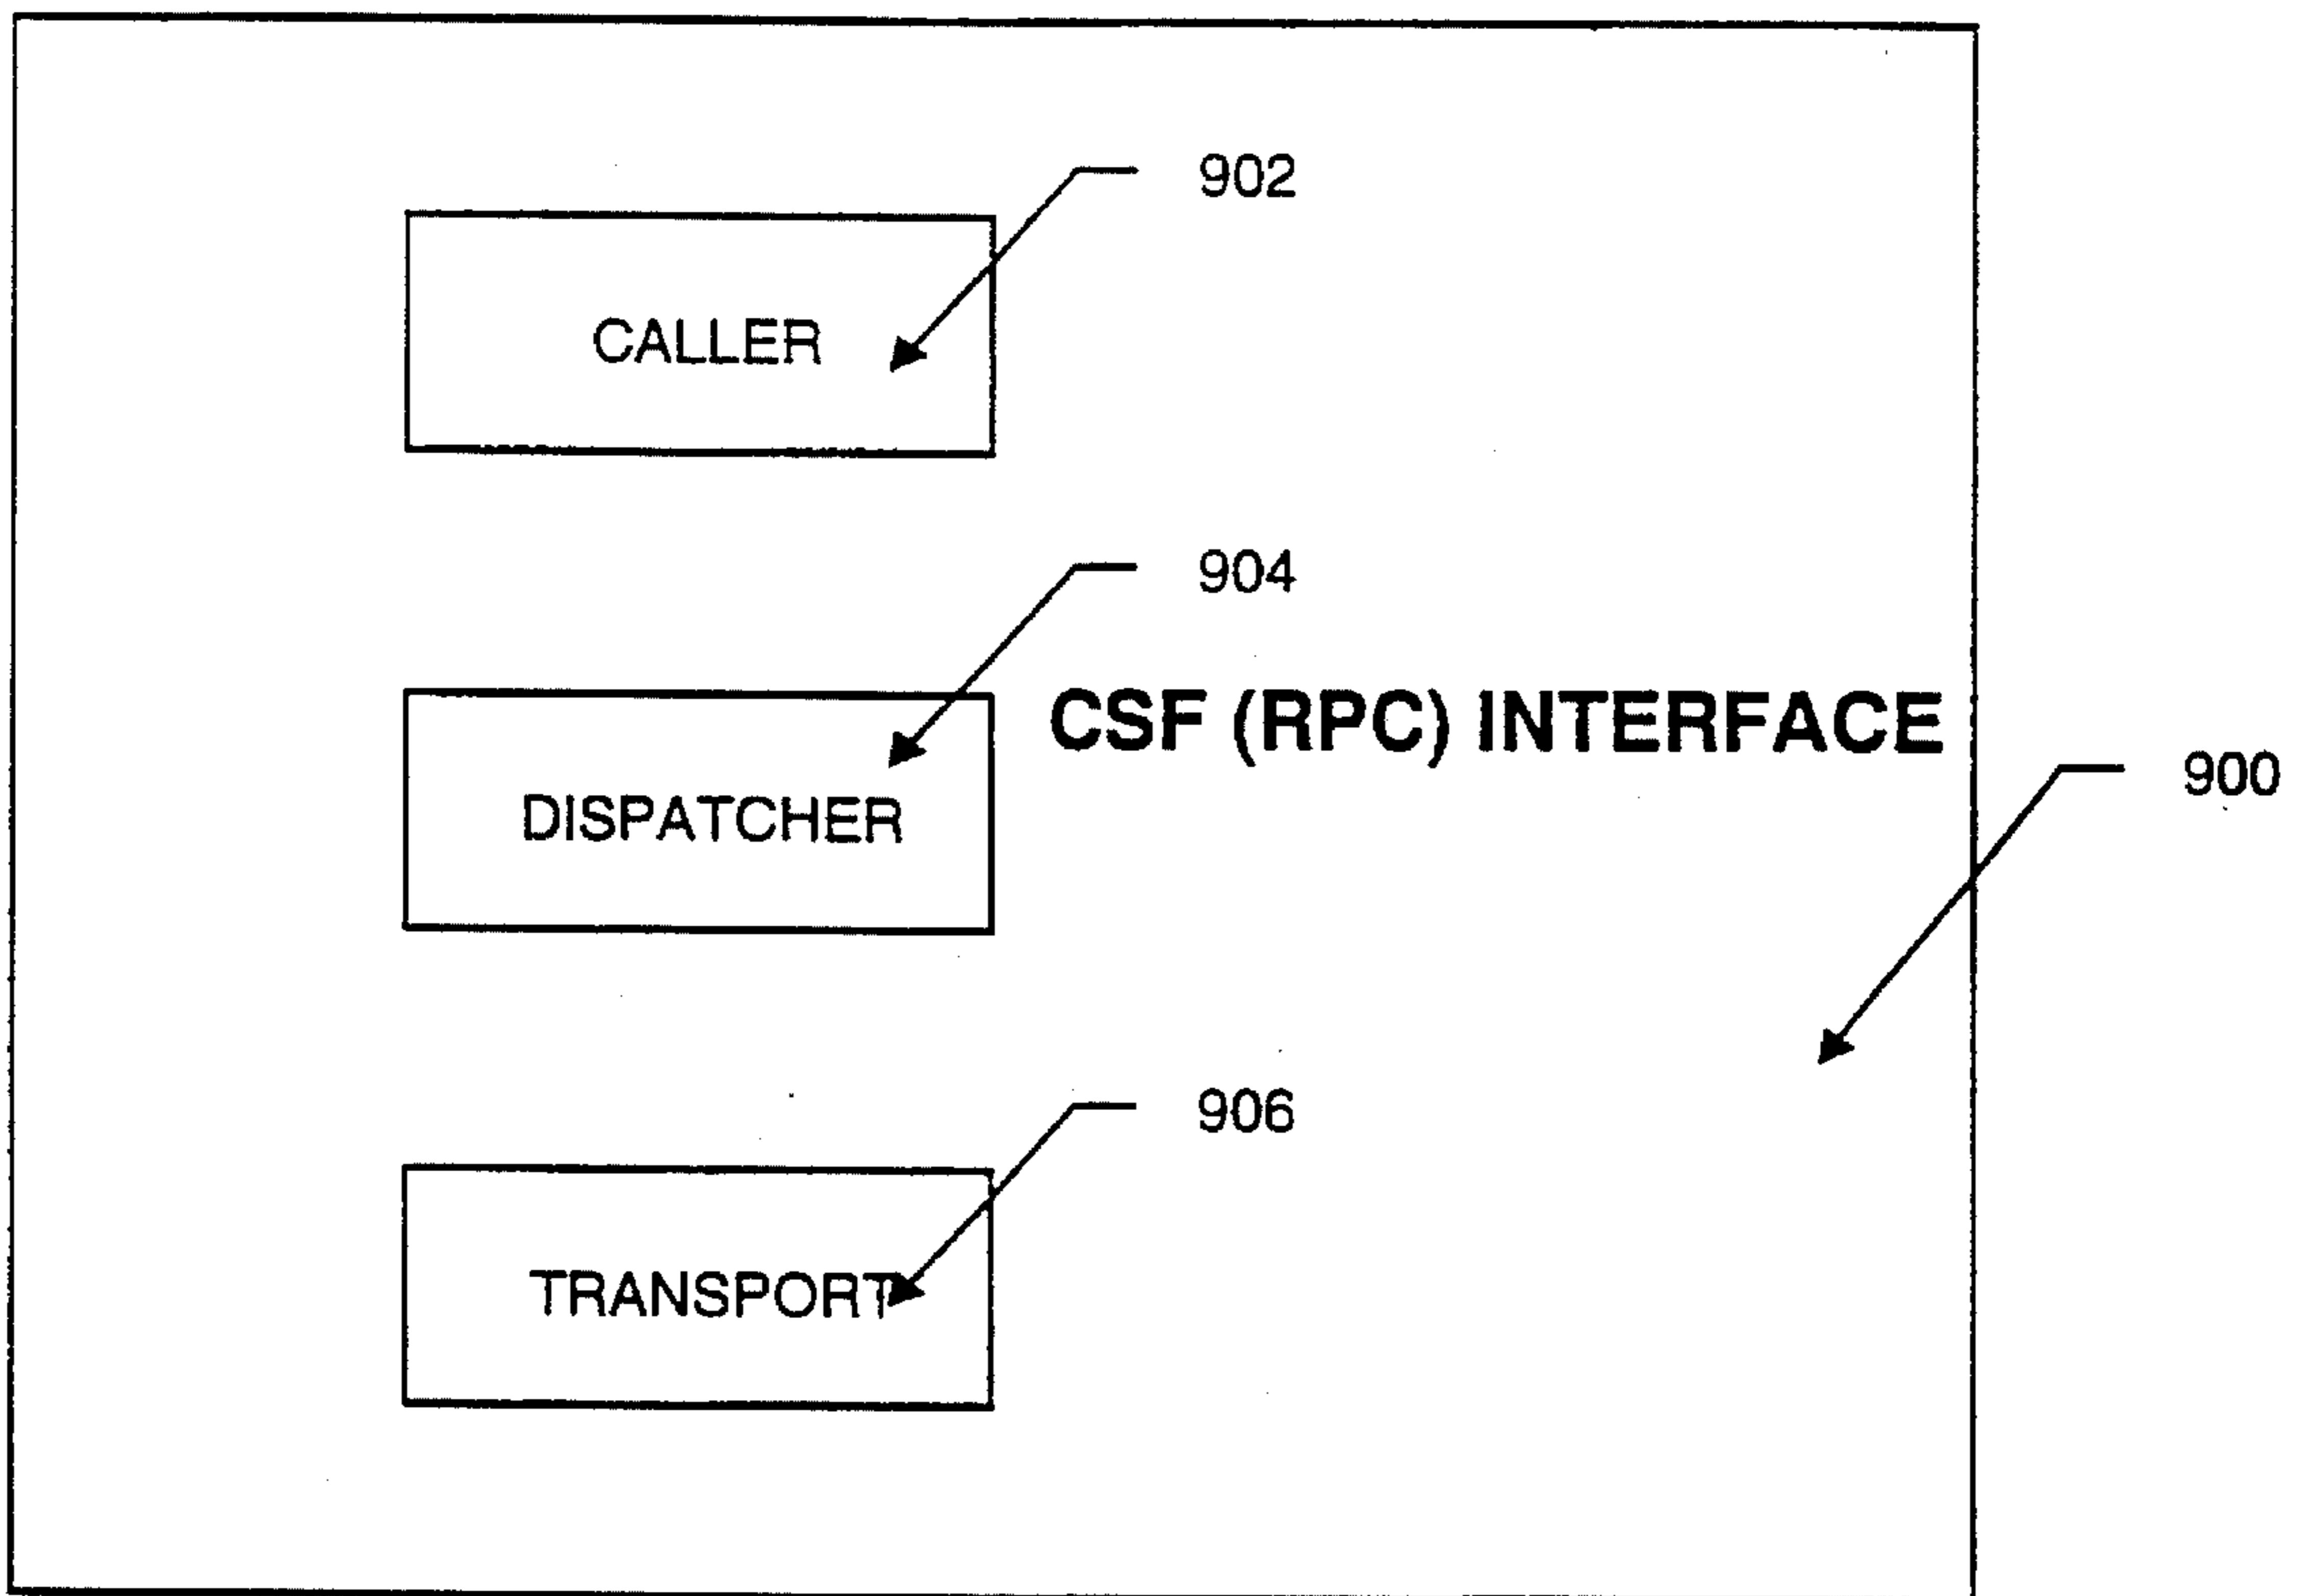 902
CALLER
904
CSF (RPC) INTERFACE
900
DISPATCHER
906
TRANSPORT